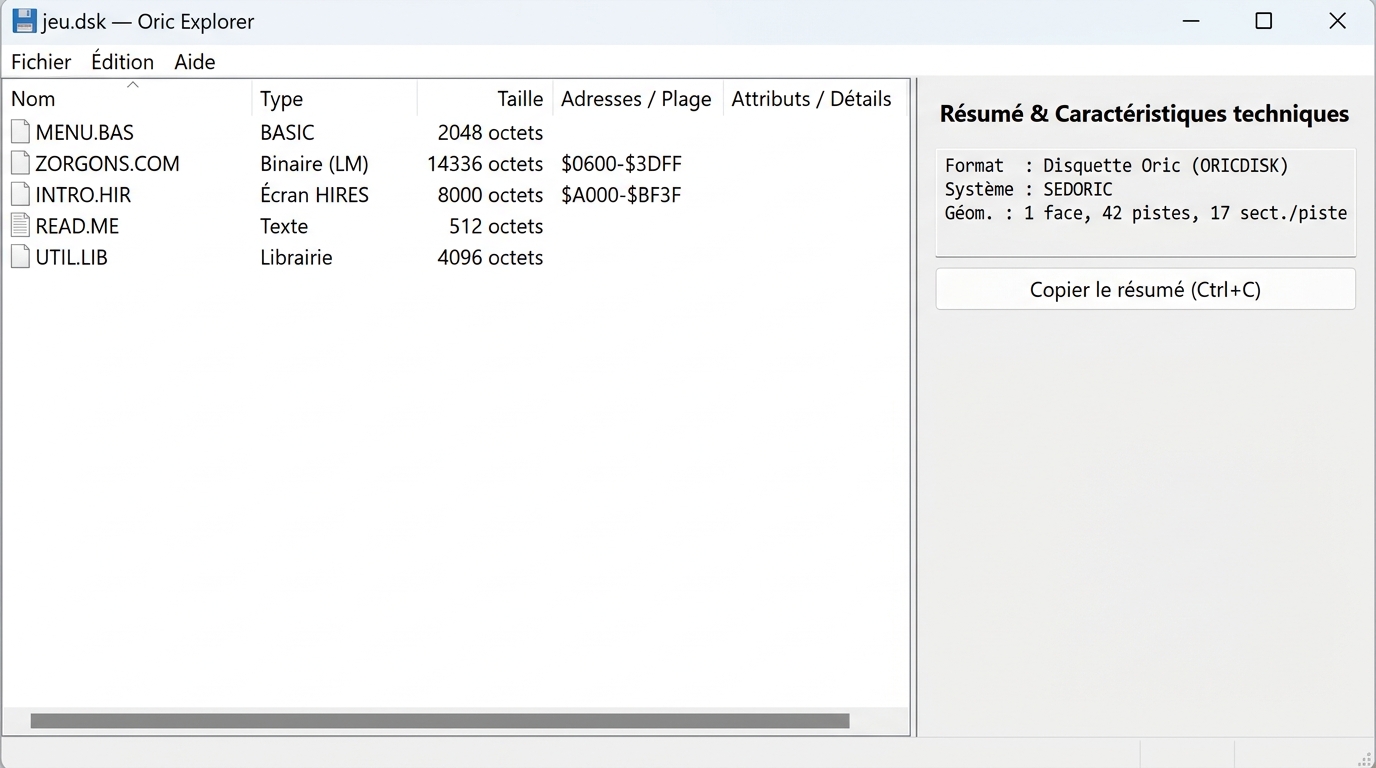 jeu.dsk — Oric Explorer
Fichier Édition Aide
Nom Type Taille Adresses / Plage Attributs / Détails
MENU.BAS BASIC 2048 octets
ZORGONS.COM Binaire (LM) 14336 octets $0600-$3DFF
INTRO.HIR Écran HIRES 8000 octets $A000-$BF3F
READ.ME Texte 512 octets
UTIL.LIB Librairie 4096 octets
Résumé & Caractéristiques techniques
Format : Disquette Oric (ORICDISK)
Système : SEDORIC
Géom. : 1 face, 42 pistes, 17 sect./piste
Copier le résumé (Ctrl+C)